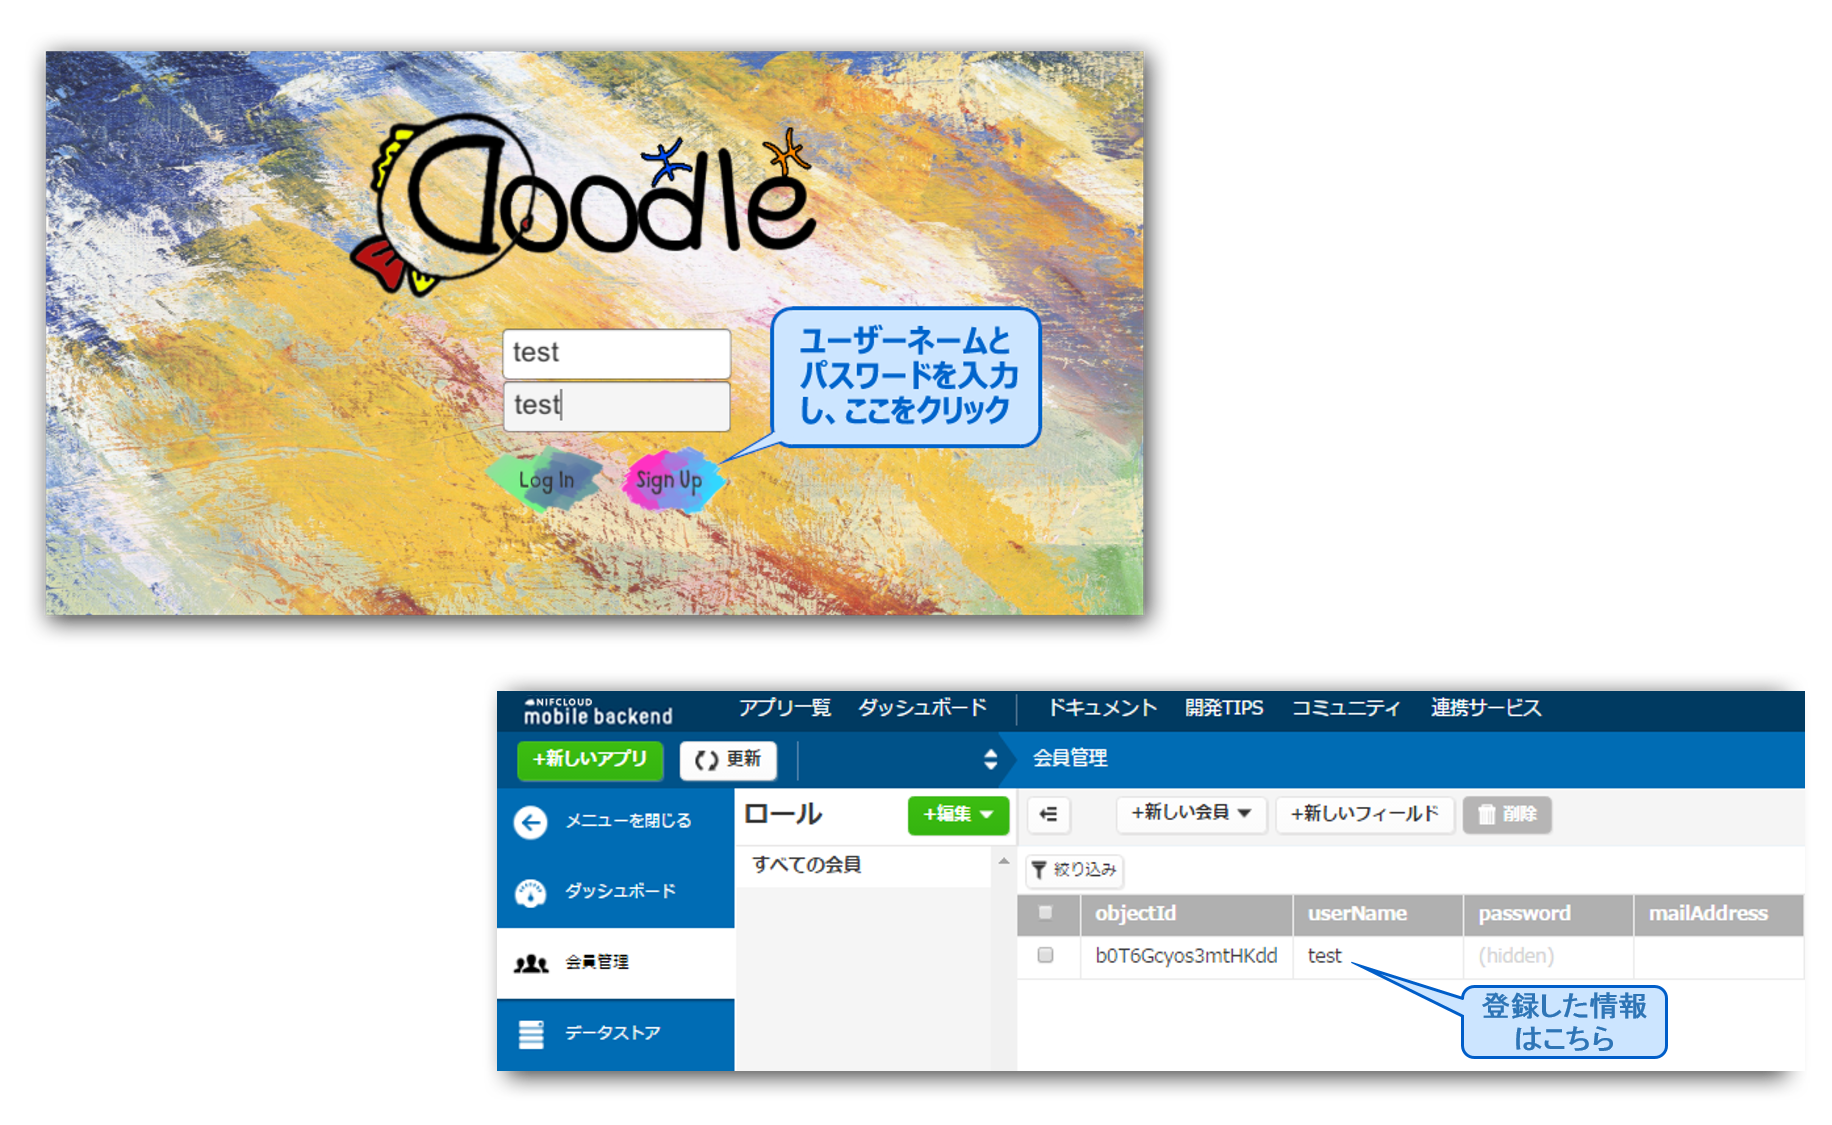 Doodle
test
test
ユーザーネームと
パスワードを入力
し、ここをクリック
Log In
Sign Up
NIFCLOUD
mobile backend
アプリ一覧
ダッシュボード
ドキュメント
開発TIPS
コミュニティ
連携サービス
+新しいアプリ
更新
会員管理
メニューを閉じる
ダッシュボード
会員管理
データストア
ロール
+編集
すべての会員
+新しい会員
+新しいフィールド
削除
絞り込み
objectId userName password mailAddress
b0T6Gcyos3mtHKdd test (hidden)
登録した情報
はこちら